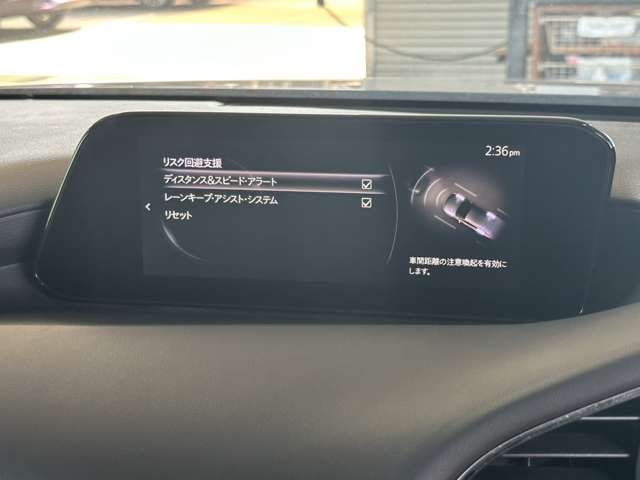 2:36pm
リスク回避支援
ディスタンス&スピード・アラート
レーンキープ・アシスト・システム
リセット
車間距離の注意喚起を有効に
します。